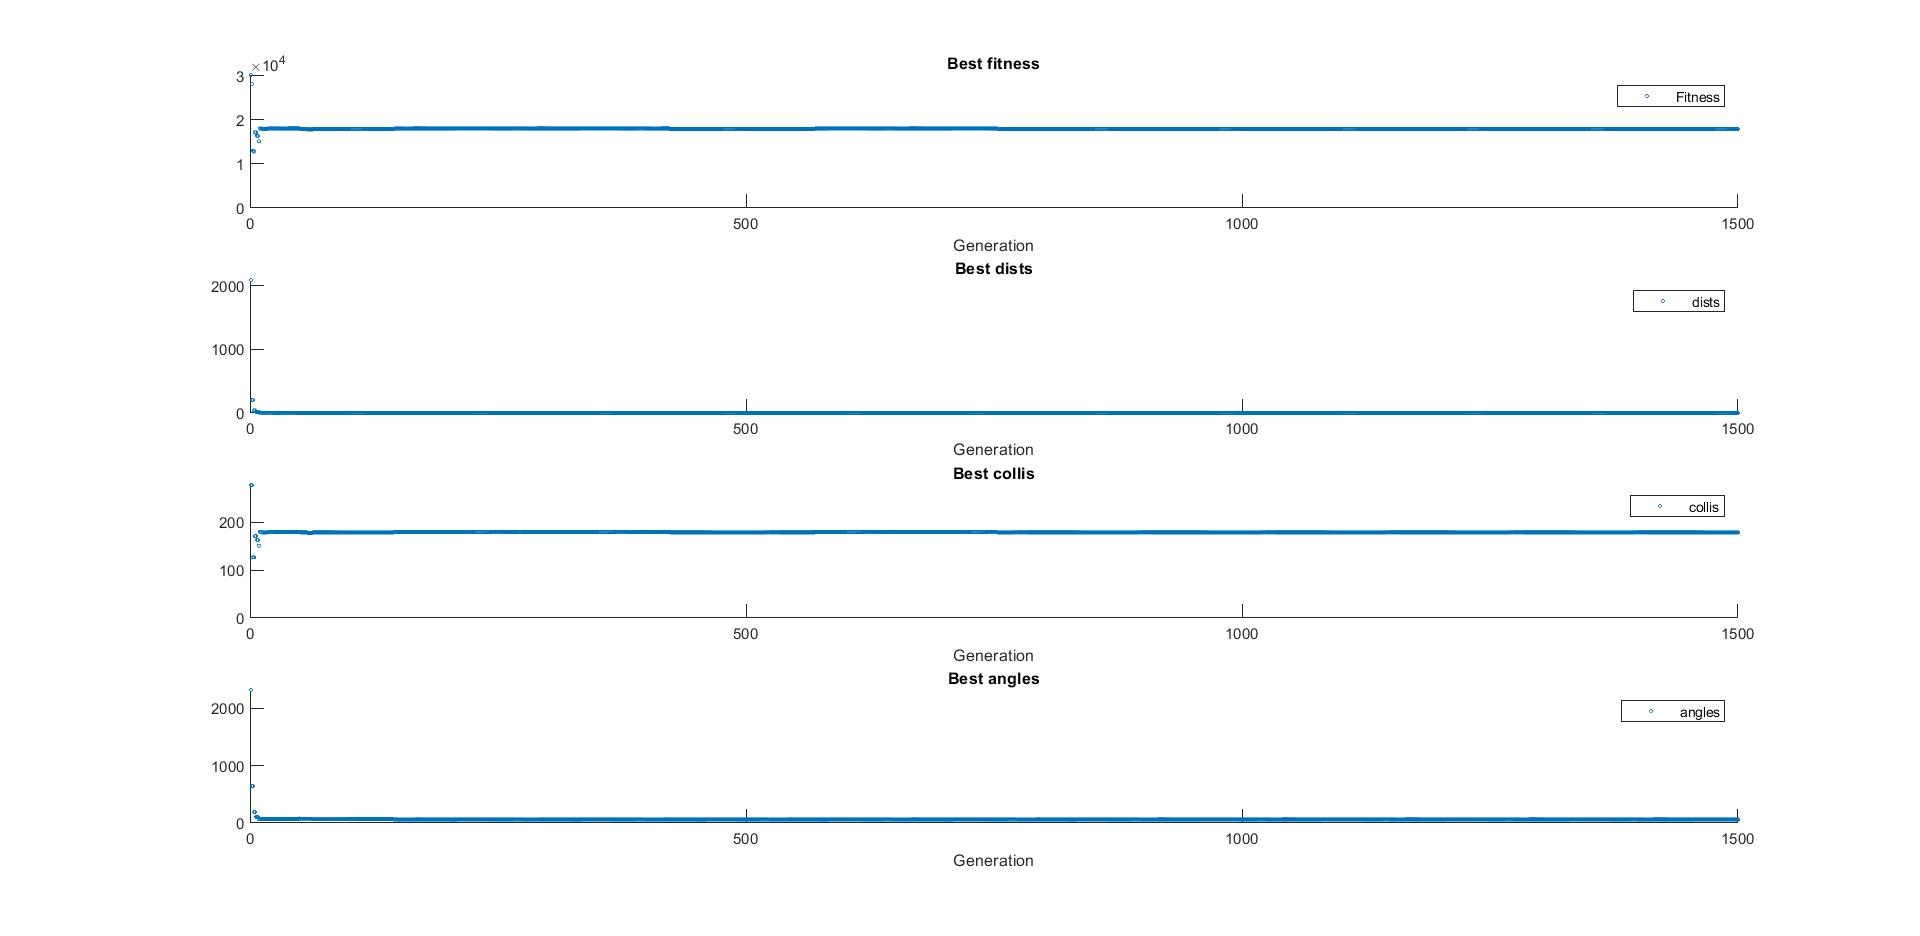 ×10⁴
Best fitness
3
Fitness
2
1
0
0 500 1000 1500
Generation
Best dists
2000
dists
1000
0
0 500 1000 1500
Generation
Best collis
collis
200
100
0
0 500 1000 1500
Generation
Best angles
2000
angles
1000
0
0 500 1000 1500
Generation